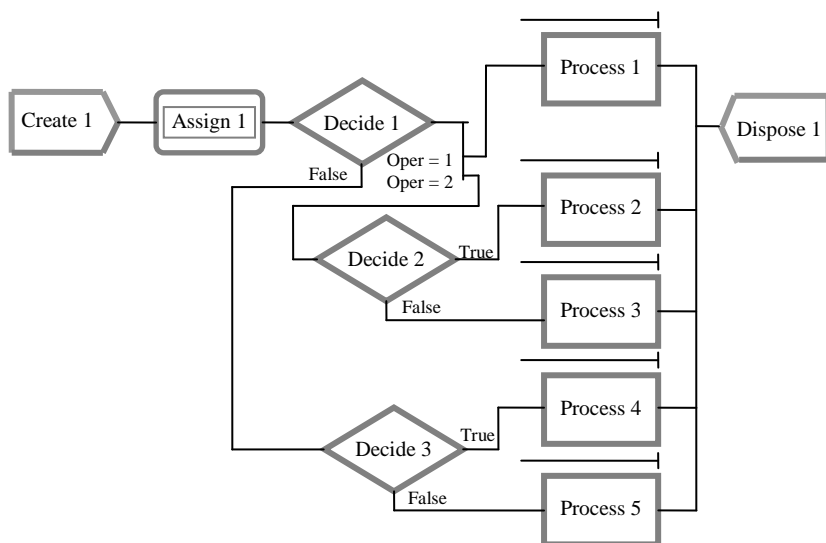 Process 1
Create 1
Assign 1
Decide 1
Dispose 1
Oper = 1
False
Oper = 2
Process 2
True
Decide 2
False
Process 3
Process 4
True
Decide 3
False
Process 5